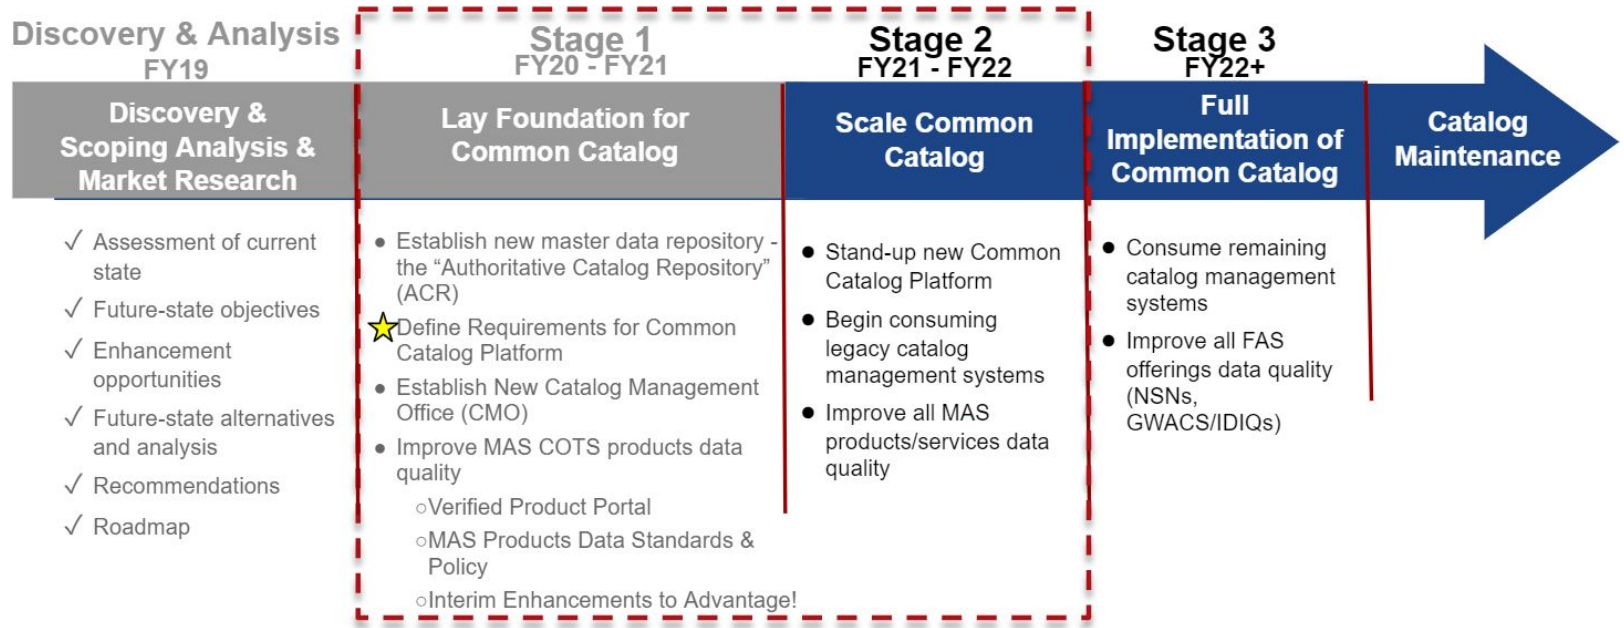 Discovery & Analysis
FY19
Discovery &
Scoping Analysis &
Market Research
✓ Assessment of current
state
✓ Future-state objectives
✓ Enhancement
opportunities
✓ Future-state alternatives
and analysis
✓ Recommendations
✓ Roadmap
Stage 1
FY20 - FY21
Lay Foundation for
Common Catalog
● Establish new master data repository -
the “Authoritative Catalog Repository”
(ACR)
Define Requirements for Common
Catalog Platform
● Establish New Catalog Management
Office (CMO)
● Improve MAS COTS products data
quality
○Verified Product Portal
○MAS Products Data Standards &
Policy
○Interim Enhancements to Advantage!
Stage 2
FY21 - FY22
Scale Common
Catalog
● Stand-up new Common
Catalog Platform
● Begin consuming
legacy catalog
management systems
● Improve all MAS
products/services data
quality
Stage 3
FY22+
Full
Implementation of
Common Catalog
● Consume remaining
catalog management
systems
● Improve all FAS
offerings data quality
(NSNs,
GWACS/IDIQs)
Catalog
Maintenance